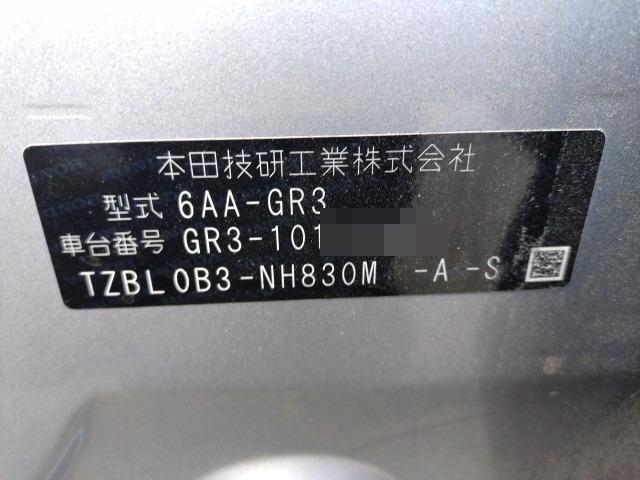 本田技研工業株式会社
型式 6AA-GR3
車台番号 GR3-101
TZBL0B3-NH830M -A -S